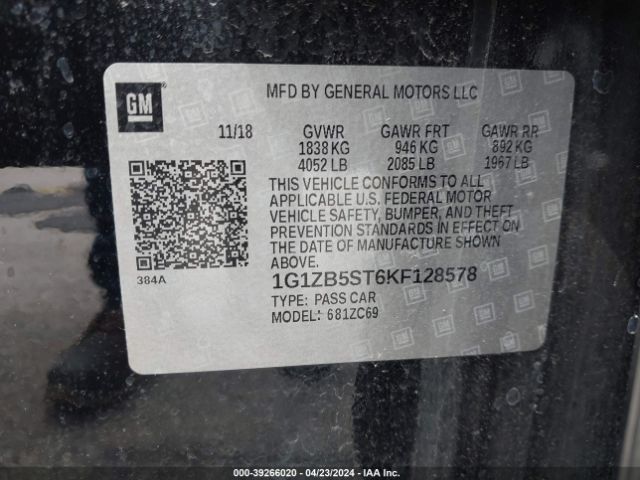 GM
MFD BY GENERAL MOTORS LLC
11/18 GVWR GAWR FRT GAWR RR
1838 KG 946 KG 892 KG
4052 LB 2085 LB 1967 LB
THIS VEHICLE CONFORMS TO ALL
APPLICABLE U.S. FEDERAL MOTOR
VEHICLE SAFETY, BUMPER, AND THEFT
PREVENTION STANDARDS IN EFFECT ON
THE DATE OF MANUFACTURE SHOWN
ABOVE.
384A
1G1ZB5ST6KF128578
TYPE: PASS CAR
MODEL: 681ZC69
000-39266020 - 04/23/2024 - IAA Inc.